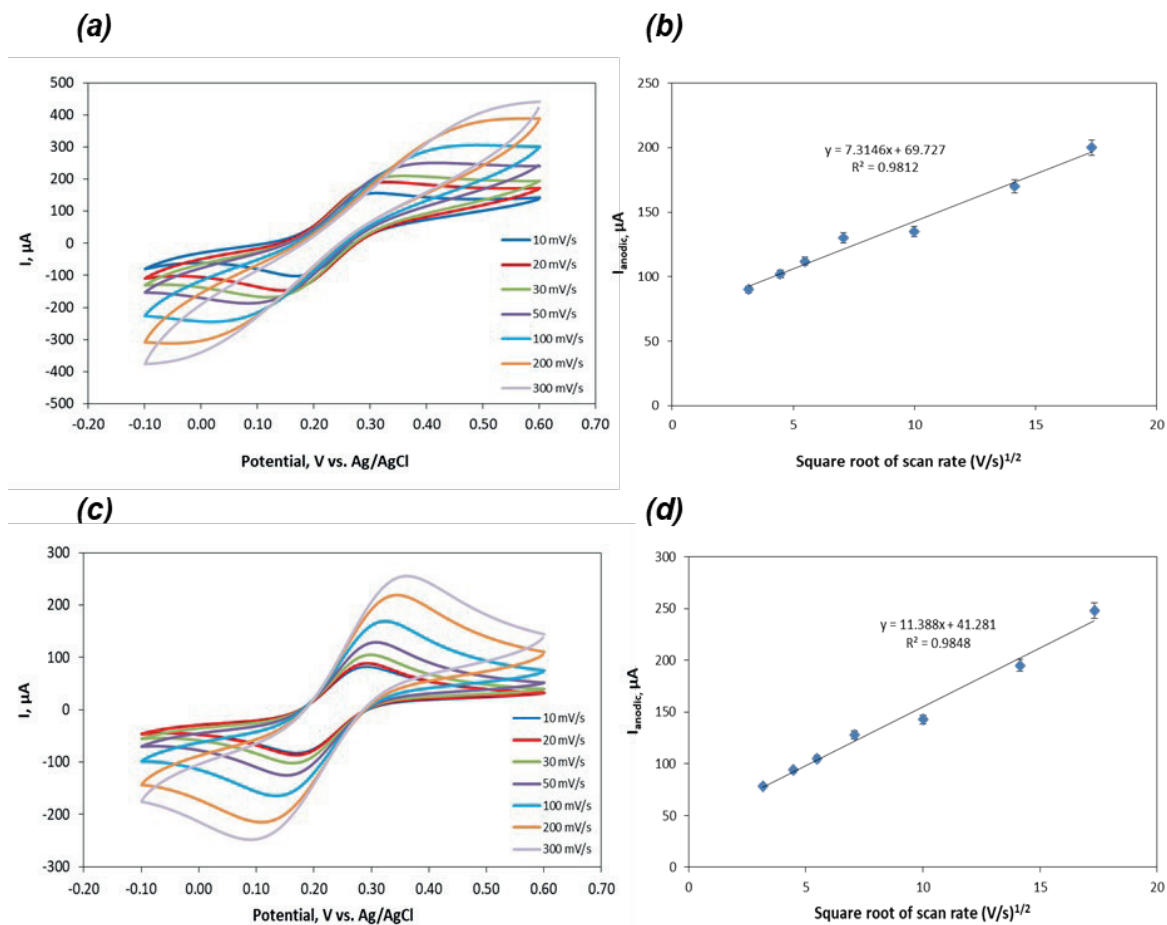 (a)
500
400
300
200
100
0
-100
-200
-300
-400
-500
I, µA
-0.20 -0.10 0.00 0.10 0.20 0.30 0.40 0.50 0.60 0.70
Potential, V vs. Ag/AgCl
10 mV/s
20 mV/s
30 mV/s
50 mV/s
100 mV/s
200 mV/s
300 mV/s
(b)
250
200
150
100
50
0
I anodic, µA
y = 7.3146x + 69.727
R² = 0.9812
0 5 10 15 20
Square root of scan rate (V/s)1/2
(c)
300
200
100
0
-100
-200
-300
I, µA
-0.20 -0.10 0.00 0.10 0.20 0.30 0.40 0.50 0.60 0.70
Potential, V vs. Ag/AgCl
10 mV/s
20 mV/s
30 mV/s
50 mV/s
100 mV/s
200 mV/s
300 mV/s
(d)
300
250
200
150
100
50
0
I anodic, µA
y = 11.388x + 41.281
R² = 0.9848
0 5 10 15 20
Square root of scan rate (V/s)1/2